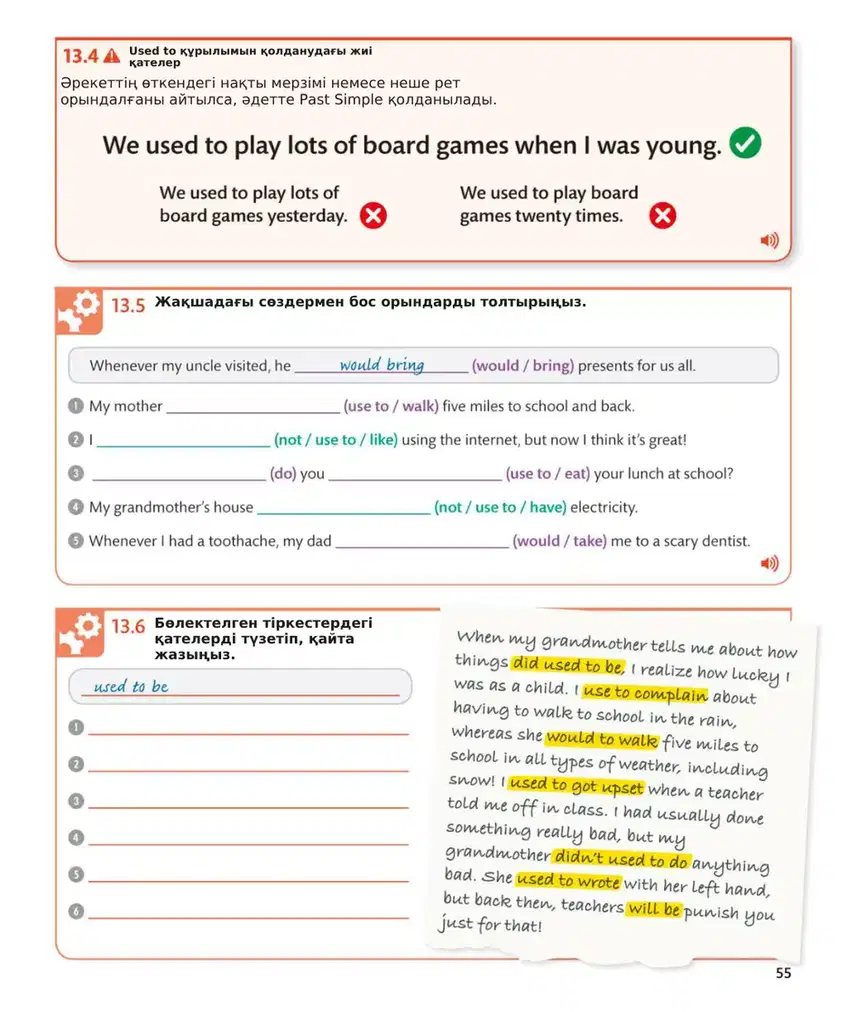 13.4 Used to құрылымын қолданудағы жиі
қателер
Әрекеттің өткендегі нақты мерзімі немесе неше рет
орындалғаны айтылса, әдетте Past Simple қолданылады.
We used to play lots of board games when I was young.
We used to play lots of
board games yesterday.
We used to play board
games twenty times.
13.5 Жақшадағы сөздермен бос орындарды толтырыңыз.
Whenever my uncle visited, he would bring (would / bring) presents for us all.
1 My mother ____ (use to / walk) five miles to school and back.
2 I ____ (not / use to / like) using the internet, but now I think it's great!
3 ____ (do) you ____ (use to / eat) your lunch at school?
4 My grandmother's house ____ (not / use to / have) electricity.
5 Whenever I had a toothache, my dad ____ (would / take) me to a scary dentist.
13.6 Бөлектелген тіркестердегі
қателерді түзетіп, қайта
жазыңыз.
used to be
1
2
3
4
5
6
When my grandmother tells me about how
things did used to be, I realize how lucky I
was as a child. I use to complain about
having to walk to school in the rain,
whereas she would to walk five miles to
school in all types of weather, including
snow! I used to got upset when a teacher
told me off in class. I had usually done
something really bad, but my
grandmother didn't used to do anything
bad. She used to wrote with her left hand,
but back then, teachers will be punish you
just for that!
55